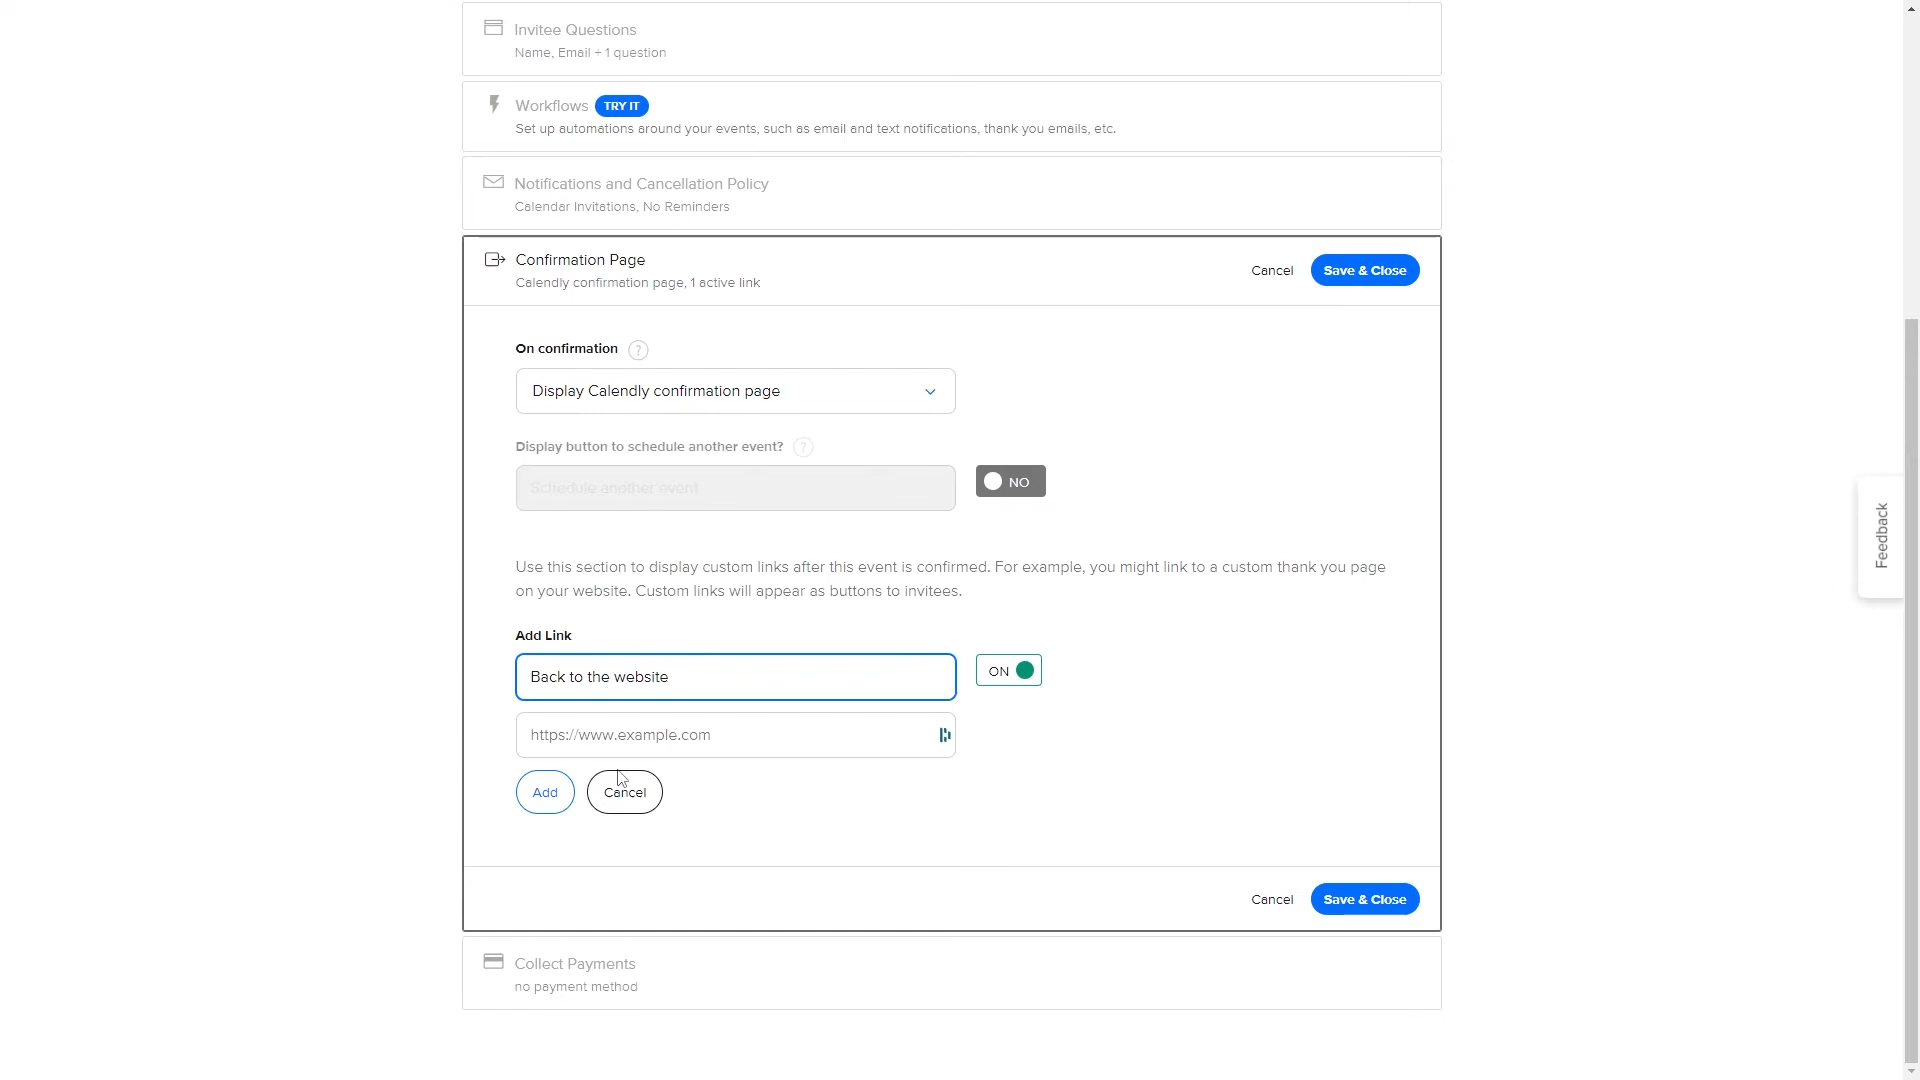 Invitee Questions
Name, Email + 1 question
Workflows TRY IT
Set up automations around your events, such as email and text notifications, thank you emails, etc.
Notifications and Cancellation Policy
Calendar Invitations, No Reminders
Confirmation Page
Calendly confirmation page, 1 active link
Cancel Save & Close
On confirmation ?
Display Calendly confirmation page
Display button to schedule another event? ?
Schedule another event NO
Use this section to display custom links after this event is confirmed. For example, you might link to a custom thank you page
on your website. Custom links will appear as buttons to invitees.
Add Link
Back to the website ON
https://www.example.com
Add Cancel
Cancel Save & Close
Collect Payments
no payment method
Feedback